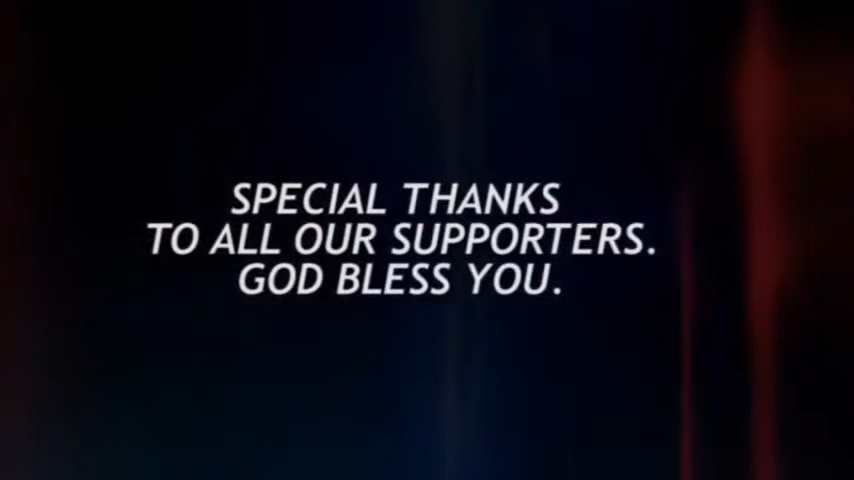 SPECIAL THANKS
TO ALL OUR SUPPORTERS.
GOD BLESS YOU.